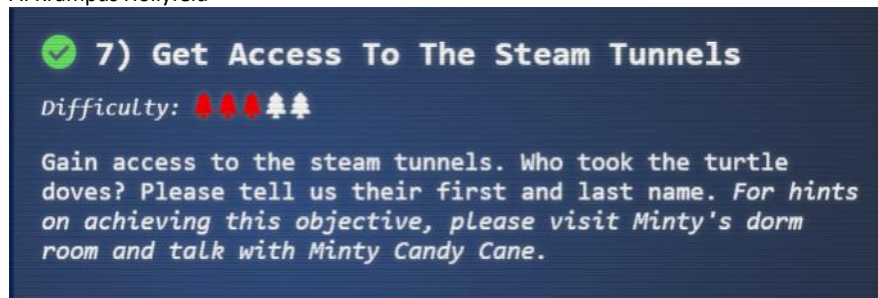 7) Get Access To The Steam Tunnels
Difficulty:
Gain access to the steam tunnels. Who took the turtle
doves? Please tell us their first and last name. For hints
on achieving this objective, please visit Minty's dorm
room and talk with Minty Candy Cane.